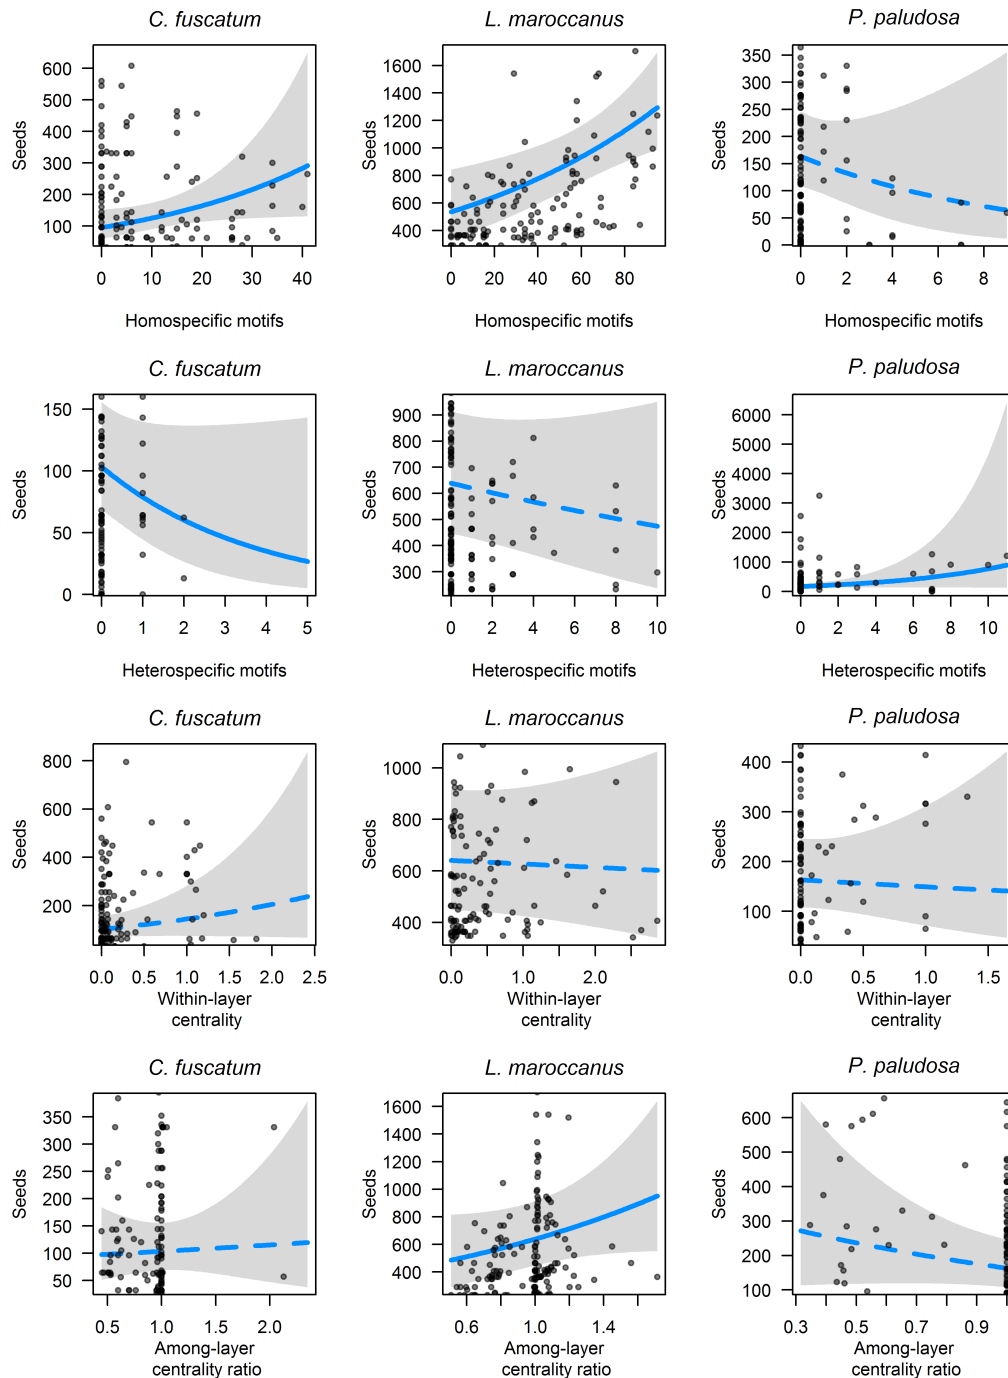 C. fuscatum L. maroccanus P. paludosa
Seeds Seeds Seeds
600 500 400 300 200 100
1600 1400 1200 1000 800 600 400
350 300 250 200 150 100 50 0
0 10 20 30 40 0 20 40 60 80 0 2 4 6 8
Homospecific motifs Homospecific motifs Homospecific motifs
C. fuscatum L. maroccanus P. paludosa
Seeds Seeds Seeds
150 100 50 0
900 800 700 600 500 400 300
6000 5000 4000 3000 2000 1000 0
0 1 2 3 4 5 0 2 4 6 8 10 0 2 4 6 8 10
Heterospecific motifs Heterospecific motifs Heterospecific motifs
C. fuscatum L. maroccanus P. paludosa
Seeds Seeds Seeds
800 600 400 200
1000 800 600 400
400 300 200 100
0.0 0.5 1.0 1.5 2.0 2.5 0.0 1.0 2.0 0.0 0.5 1.0 1.5
Within-layer Within-layer Within-layer
centrality centrality centrality
C. fuscatum L. maroccanus P. paludosa
Seeds Seeds Seeds
350 300 250 200 150 100 50
1600 1400 1200 1000 800 600 400
600 500 400 300 200 100
0.5 1.0 1.5 2.0 0.6 1.0 1.4 0.3 0.5 0.7 0.9
Among-layer Among-layer Among-layer
centrality ratio centrality ratio centrality ratio